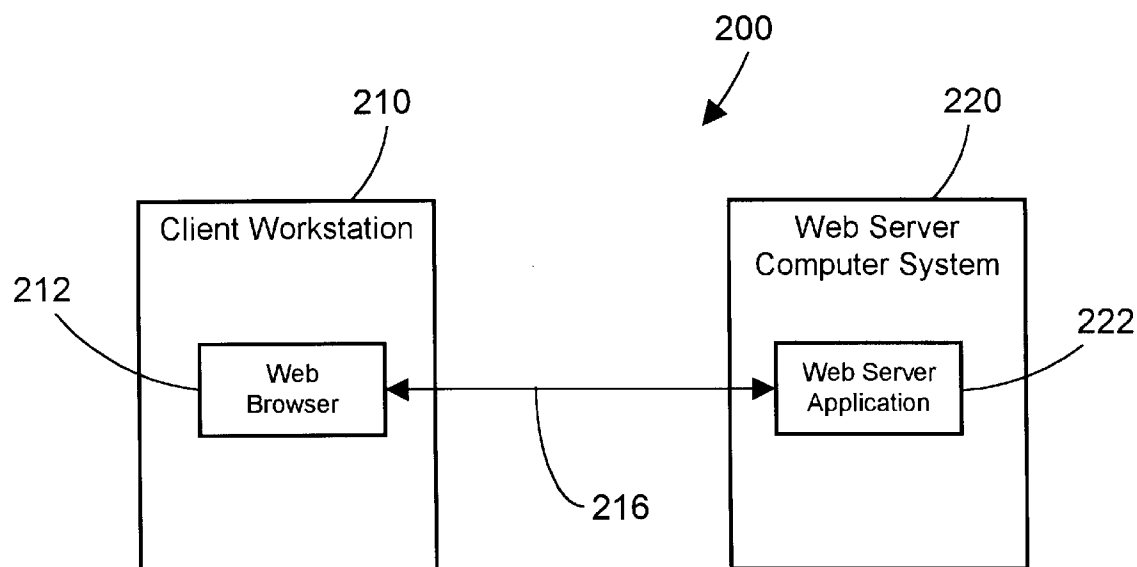 200
210
220
Client Workstation
Web Server
Computer System
212
222
Web
Browser
Web Server
Application
216